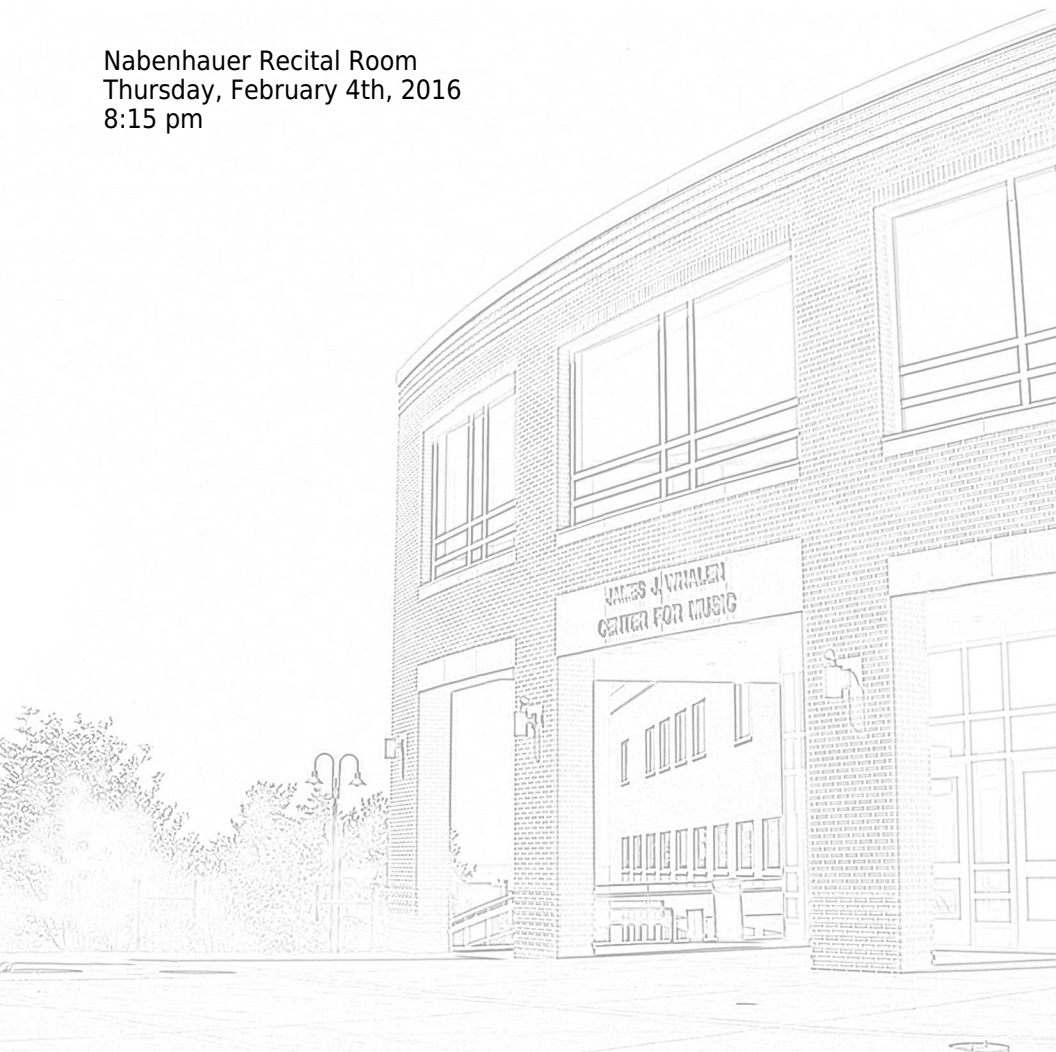 Nabenhauer Recital Room
Thursday, February 4th, 2016
8:15 pm
JAMES J. WHALEN
CENTER FOR MUSIC